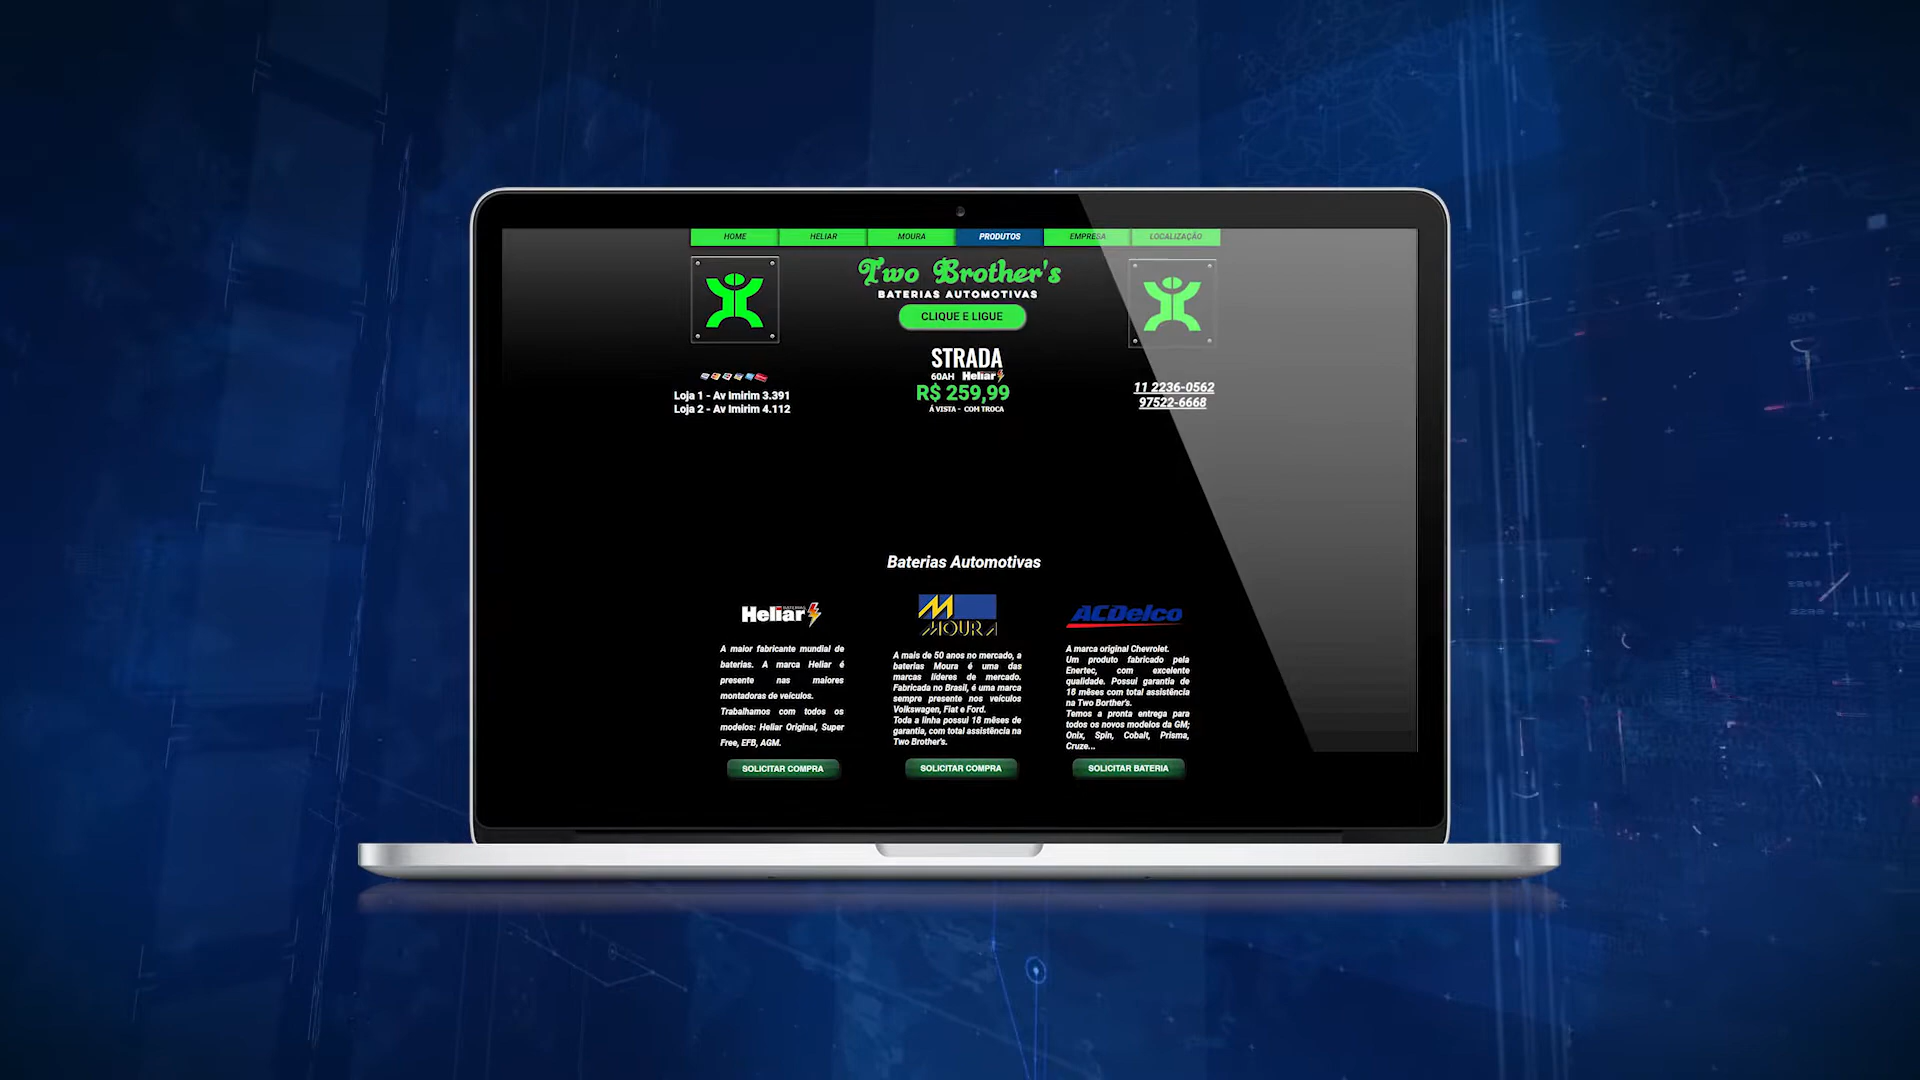 HOME HELIAR MOURA PRODUTOS EMPRESA LOCALIZAÇÃO
Two Brother's
BATERIAS AUTOMOTIVAS
CLIQUE E LIGUE
STRADA
60AH Heliar
R$ 259,99
Á VISTA - COM TROCA
Loja 1 - Av Imirim 3.391
Loja 2 - Av Imirim 4.112
11 2236-0562
97522-6668
Baterias Automotivas
BATERIAS
Heliar
A maior fabricante mundial de
baterias. A marca Heliar é
presente nas maiores
montadoras de veículos.
Trabalhamos com todos os
modelos: Heliar Original, Super
Free, EFB, AGM.
SOLICITAR COMPRA
MOURA
A mais de 50 anos no mercado, a
baterias Moura é uma das
marcas líderes de mercado.
Fabricada no Brasil, é uma marca
sempre presente nos veículos
Volkswagen, Fiat e Ford.
Toda a linha possui 18 mêses de
garantia, com total assistência na
Two Brother's.
SOLICITAR COMPRA
ACDelco
A marca original Chevrolet.
Um produto fabricado pela
Enertec, com excelente
qualidade. Possui garantia de
18 mêses com total assistência
na Two Borther's.
Temos a pronta entrega para
todos os novos modelos da GM;
Onix, Spin, Cobalt, Prisma,
Cruze...
SOLICITAR BATERIA